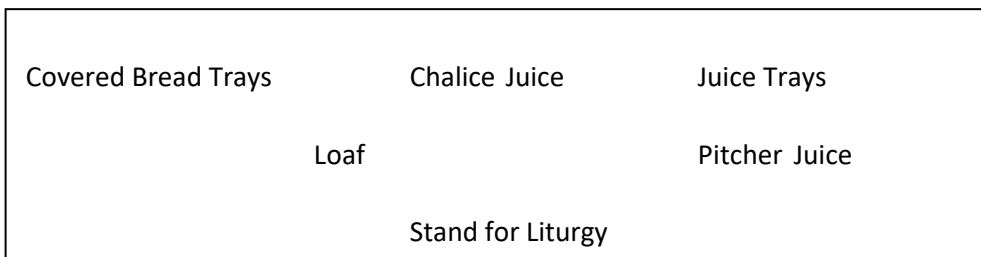 Covered Bread Trays Chalice Juice Juice Trays
Loaf Pitcher Juice
Stand for Liturgy